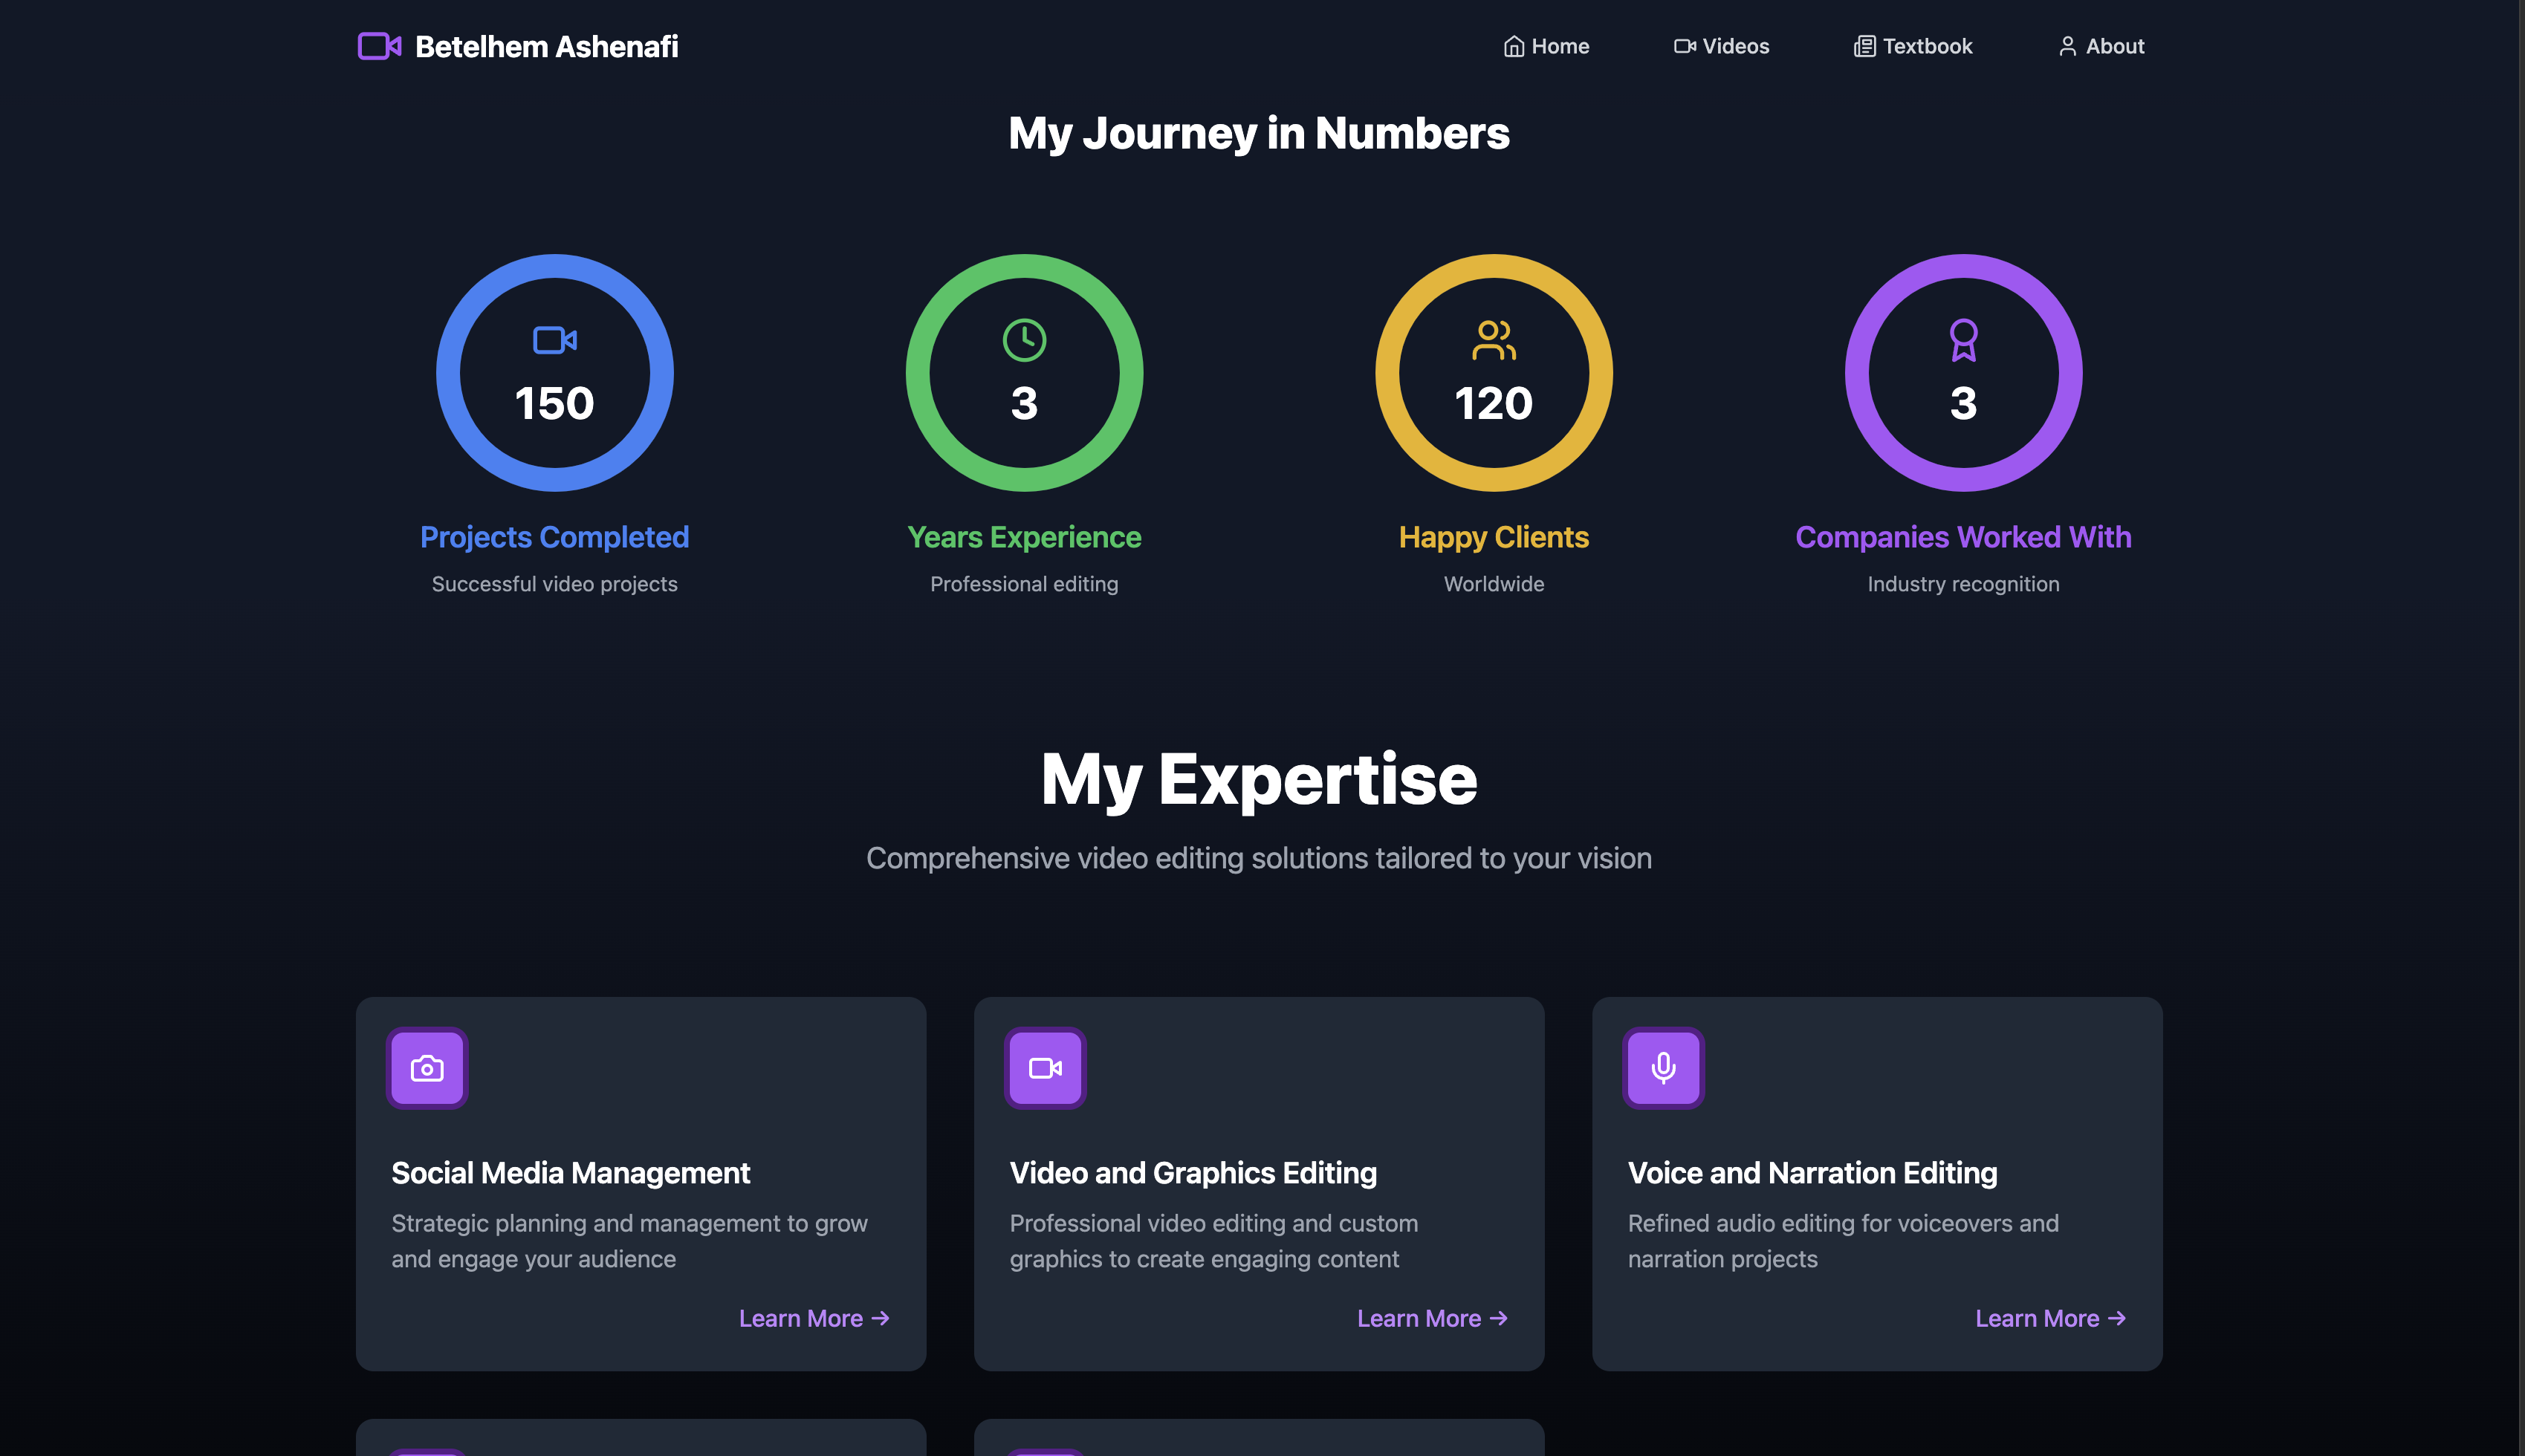 Betelhem Ashenafi
Home
Videos
Textbook
About
My Journey in Numbers
150
3
120
3
Projects Completed
Years Experience
Happy Clients
Companies Worked With
Successful video projects
Professional editing
Worldwide
Industry recognition
My Expertise
Comprehensive video editing solutions tailored to your vision
Social Media Management
Strategic planning and management to grow
and engage your audience
Learn More →
Video and Graphics Editing
Professional video editing and custom
graphics to create engaging content
Learn More →
Voice and Narration Editing
Refined audio editing for voiceovers and
narration projects
Learn More →